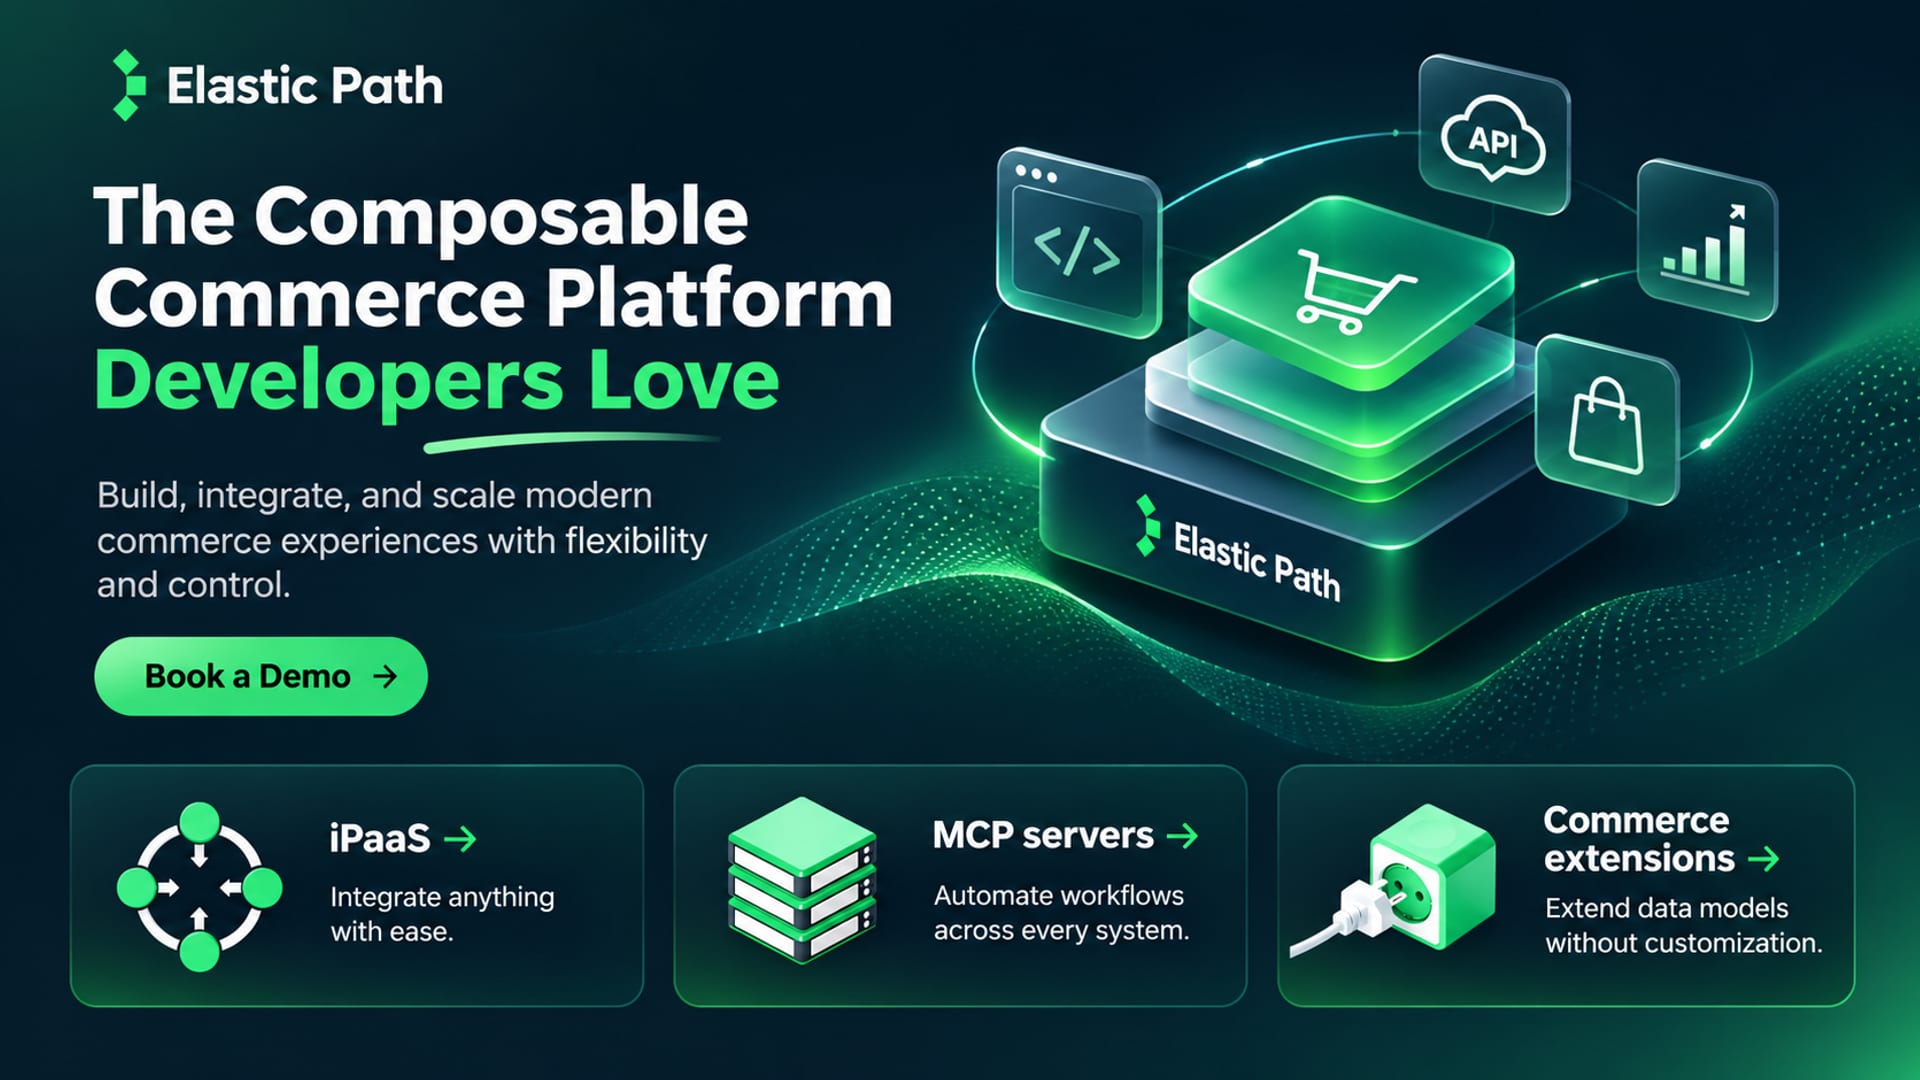 Elastic Path
The Composable
Commerce Platform
Developers Love
Build, integrate, and scale modern
commerce experiences with flexibility
and control.
Book a Demo →
API
</>
Elastic Path
iPaaS →
Integrate anything
with ease.
MCP servers →
Automate workflows
across every system.
Commerce
extensions →
Extend data models
without customization.